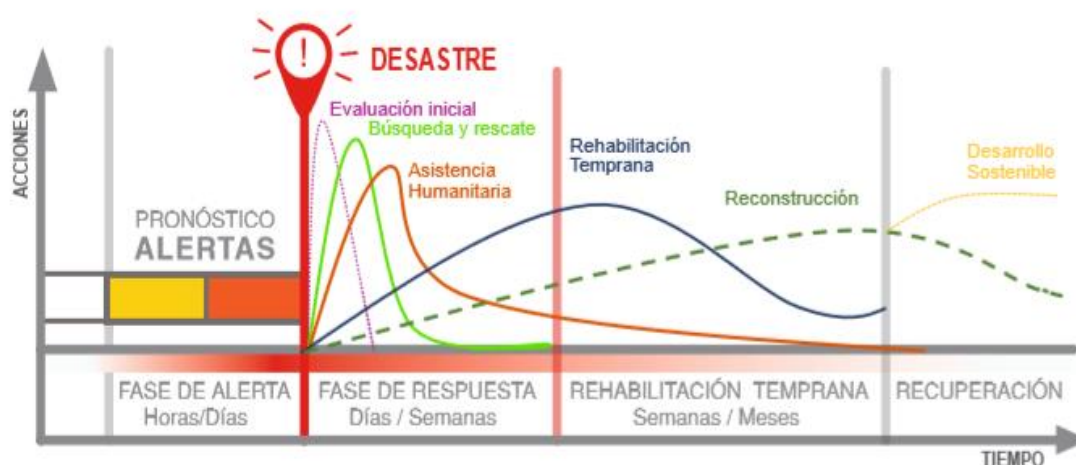 !
DESASTRE
Evaluación inicial
Búsqueda y rescate
Asistencia
Humanitaria
Rehabilitación
Temprana
Reconstrucción
Desarrollo
Sostenible
ACCIONES
PRONÓSTICO
ALERTAS
FASE DE ALERTA
Horas/Días
FASE DE RESPUESTA
Días / Semanas
REHABILITACIÓN TEMPRANA
Semanas / Meses
RECUPERACIÓN
TIEMPO